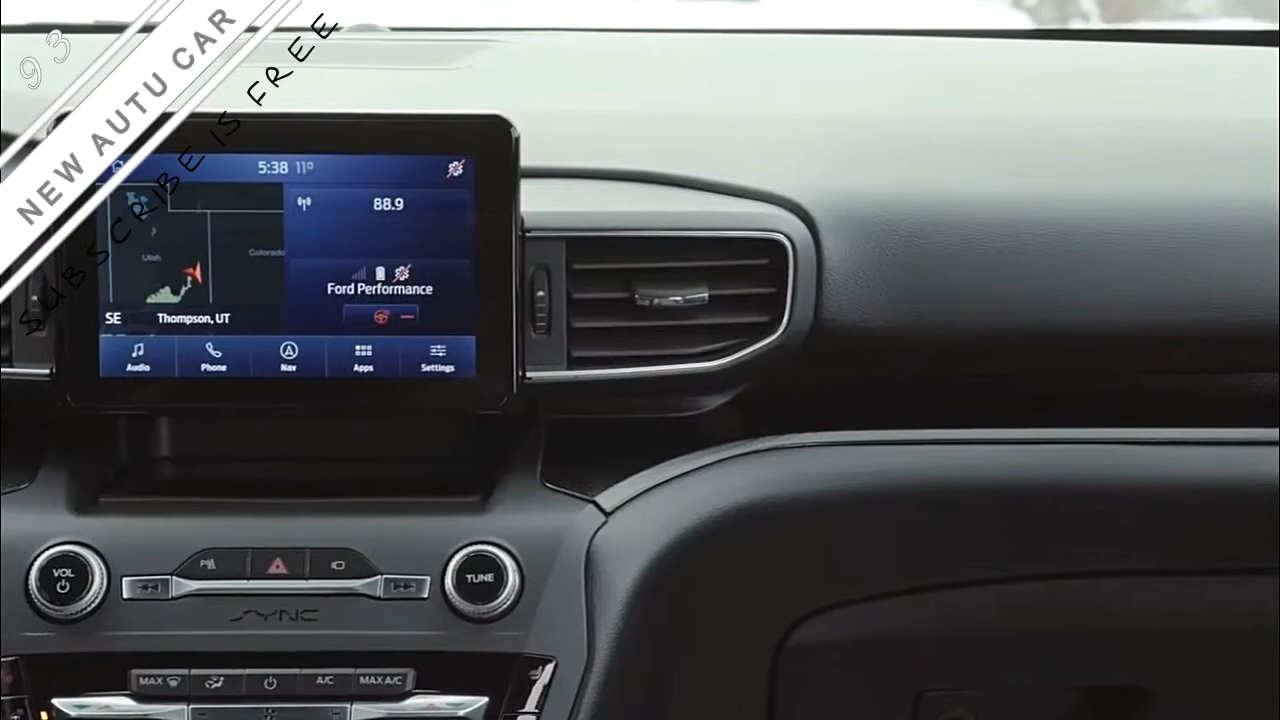 93
NEW AUTU CAR
SUBSCRIBE IS FREE
5:38 11°
88.9
Utah
Colorado
Ford Performance
SE
Thompson, UT
Audio
Phone
Nav
Apps
Settings
VOL
TUNE
SYNC
MAX
A/C
MAX A/C